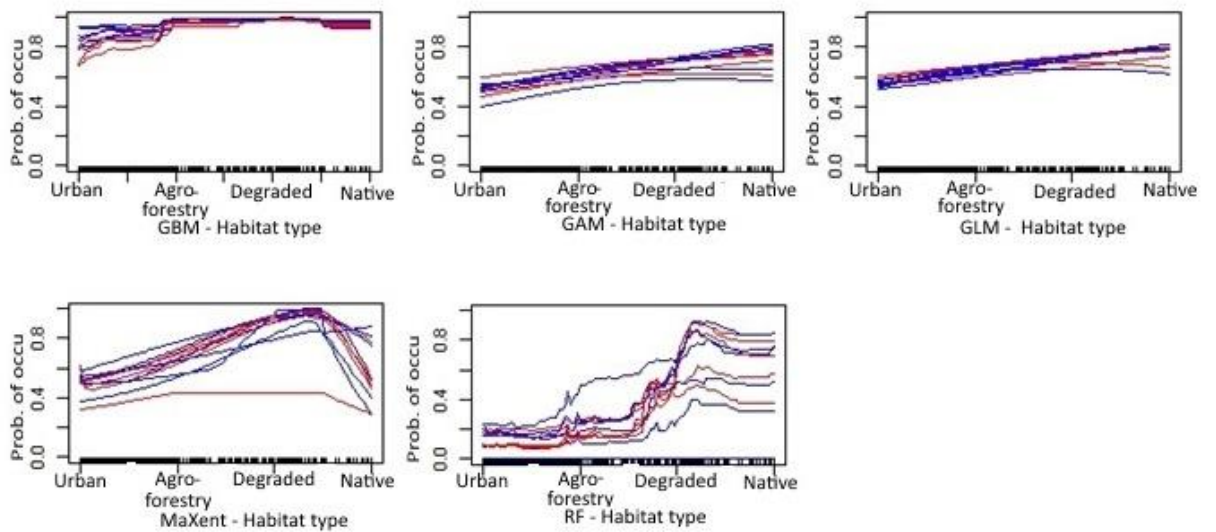 Prob. of occu
0.8
0.4
0.0
Urban Agro-forestry Degraded Native
GBM - Habitat type
Prob. of occu
0.8
0.4
0.0
Urban Agro-forestry Degraded Native
GAM - Habitat type
Prob. of occu
0.8
0.4
0.0
Urban Agro-forestry Degraded Native
GLM - Habitat type
Prob. of occu
0.8
0.4
0.0
Urban Agro-forestry Degraded Native
MaXent - Habitat type
Prob. of occu
0.8
0.4
0.0
Urban Agro-forestry Degraded Native
RF - Habitat type